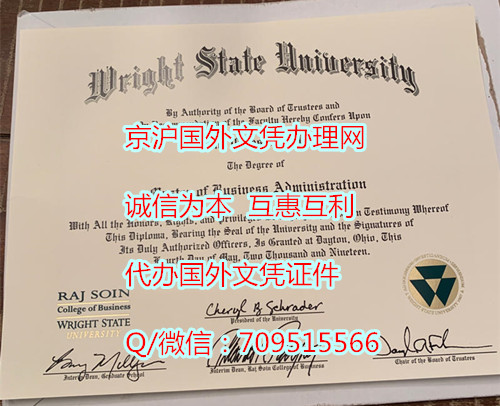 Wright State University
By Authority of the Board of Trustees and
of the Faculty Hereby Confers Upon
京沪国外文凭办理网
The Degree of
of Business Administration
诚信为本 互惠互利
With All the Honors, Rights, and Privileges Testimony Whereof
This Diploma, Bearing the Seal of the University and the Signatures of
Its Duly Authorized Officers, Is Granted at Dayton, Ohio, This
Fourth Day of May, Two Thousand and Nineteen.
代办国外文凭证件
RAJ SOIN
College of Business
WRIGHT STATE
UNIVERSITY
Cheryl B. Schrader
President of the University
Q/微信：709515566
Interim Dean, Graduate School
Interim Dean, Raj Soin College of Business
Chair of the Board of Trustees